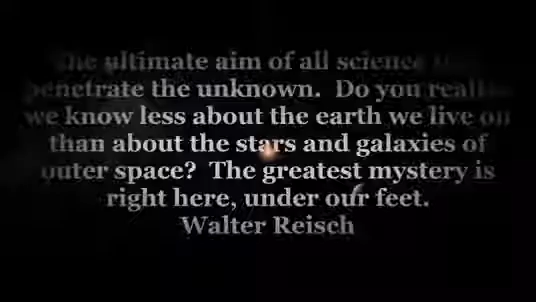 The ultimate aim of all science
penetrate the unknown. Do you realize
we know less about the earth we live on
than about the stars and galaxies of
outer space? The greatest mystery is
right here, under our feet.
Walter Reisch